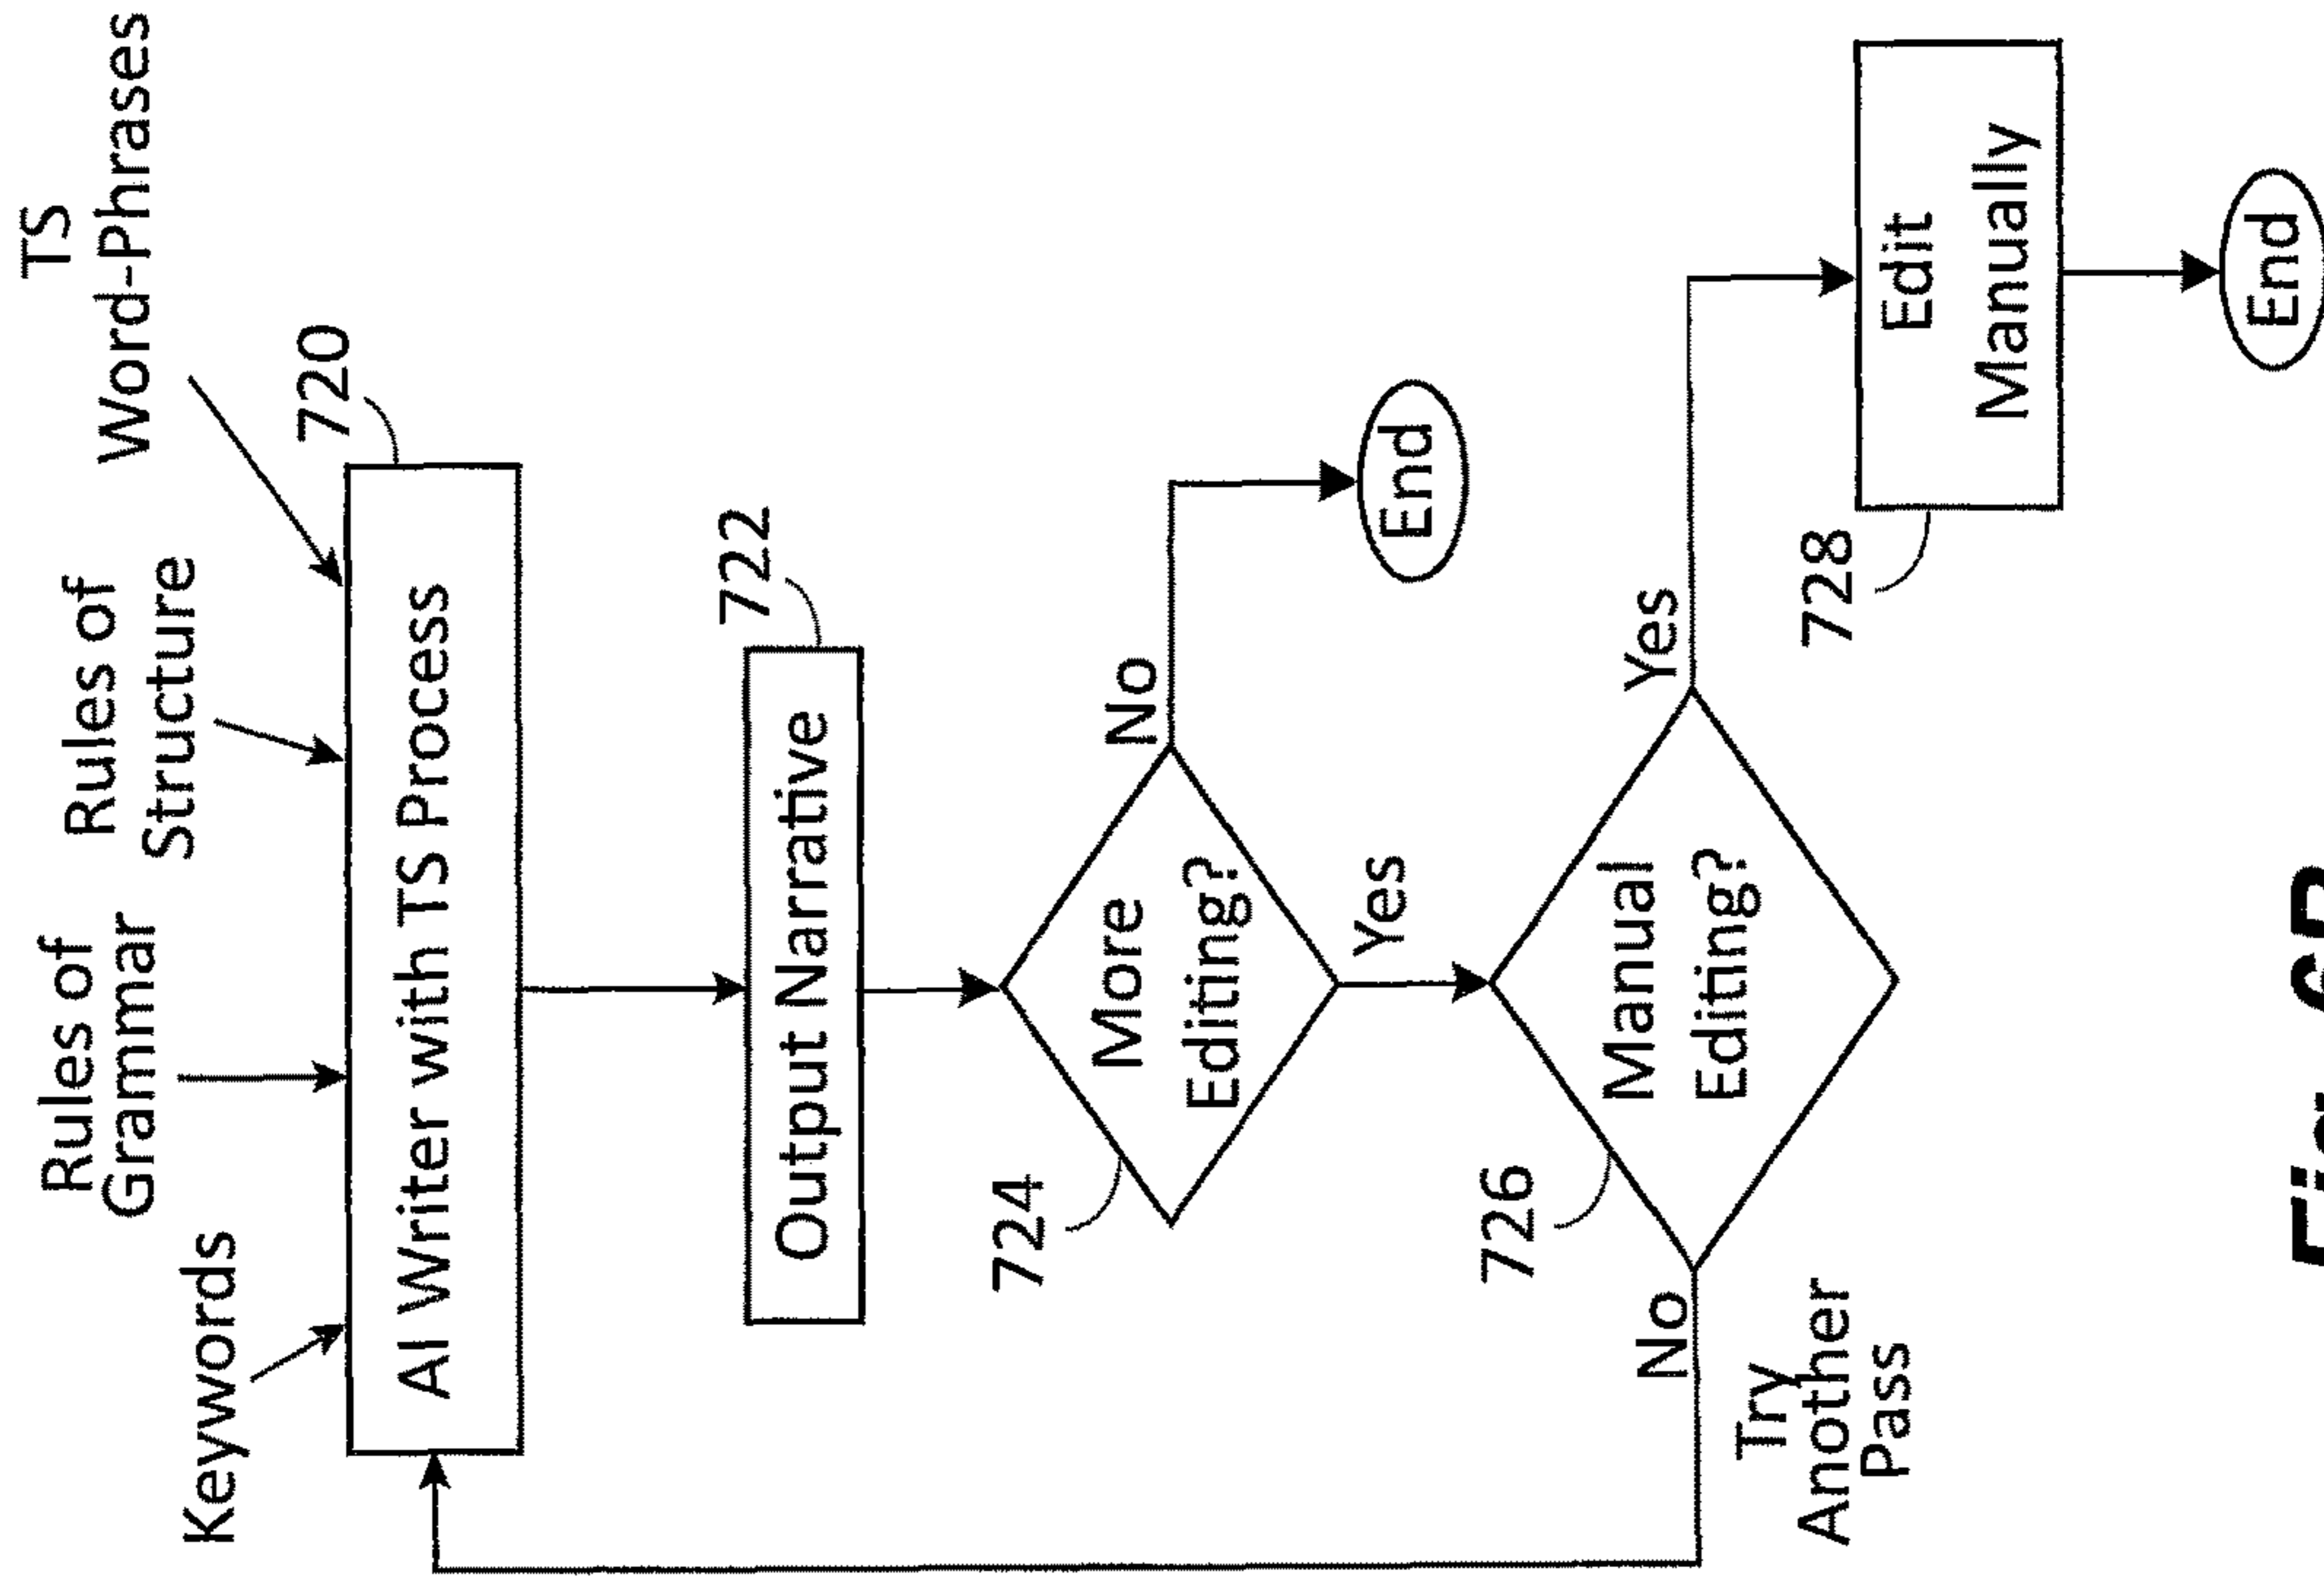 Keywords
Rules of
Grammar
Rules of
Structure
TS
Word-Phrases
720
AI Writer with TS Process
722
Output Narrative
724
More
Editing?
No
End
Yes
726
Manual
Editing?
No
Try
Another
Pass
Yes
728
Edit
Manually
End
Fig.